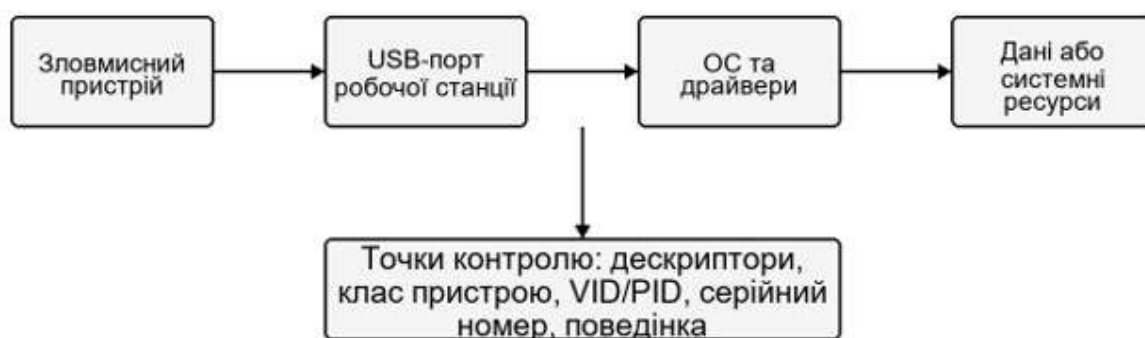 Зловмисний
пристрій
USB-порт
робочої станції
ОС та
драйвери
Дані або
системні
ресурси
Точки контролю: дескриптори,
клас пристрою, VID/PID, серійний
номер, поведінка